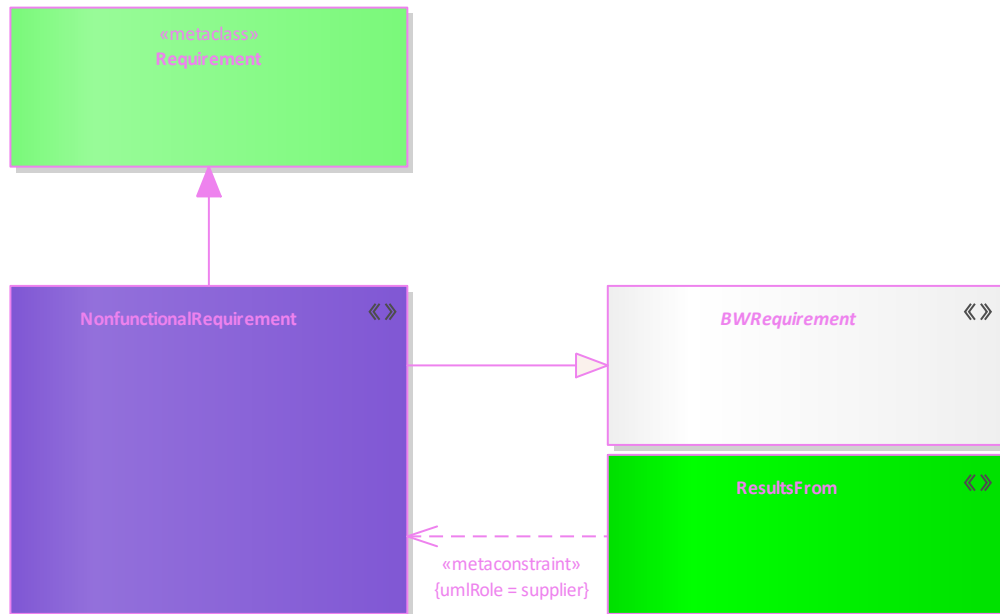 «metaclass»
Requirement
NonfunctionalRequirement
«»
BWRequirement
«»
ResultsFrom
«»
«metaconstraint»
{umlRole = supplier}